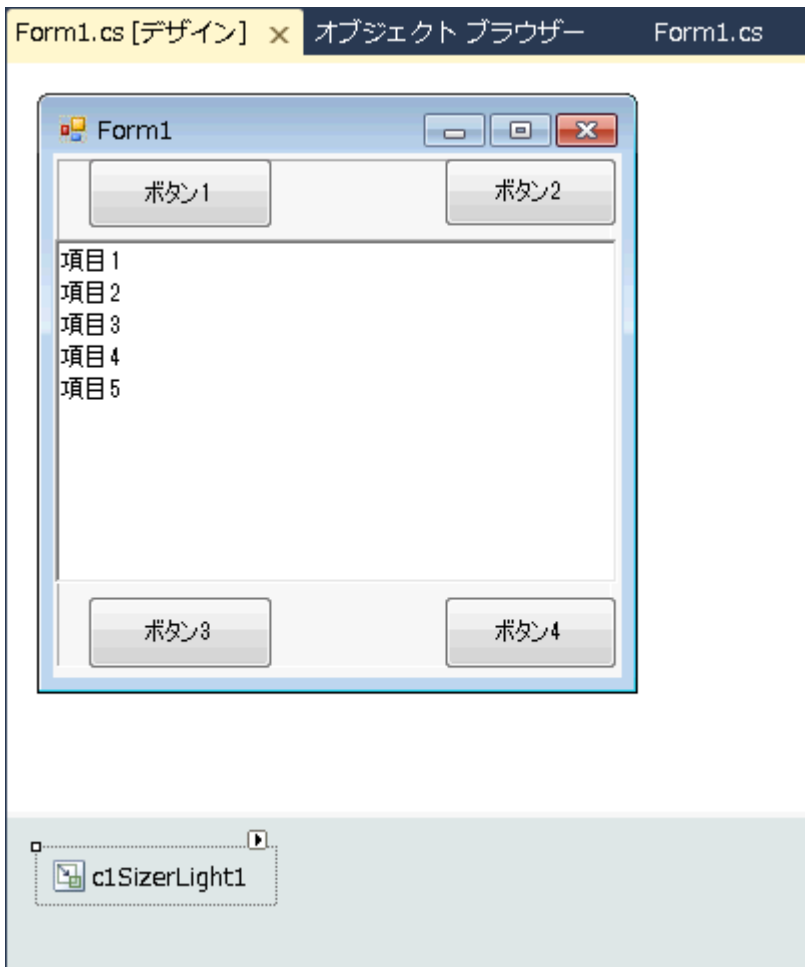 Form1.cs [デザイン] オブジェクト ブラウザー Form1.cs
Form1
ボタン1 ボタン2
項目1
項目2
項目3
項目4
項目5
ボタン3 ボタン4
c1SizerLight1